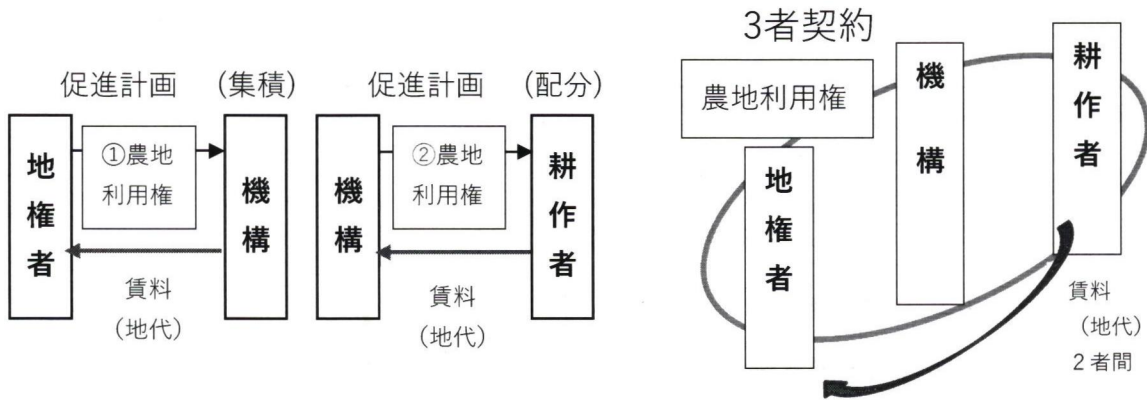 促進計画 (集積)
地権者
①農地
利用権
機構
賃料
(地代)
促進計画 (配分)
機構
②農地
利用権
耕作者
賃料
(地代)
3者契約
農地利用権
地権者
機構
耕作者
賃料
(地代)
2者間